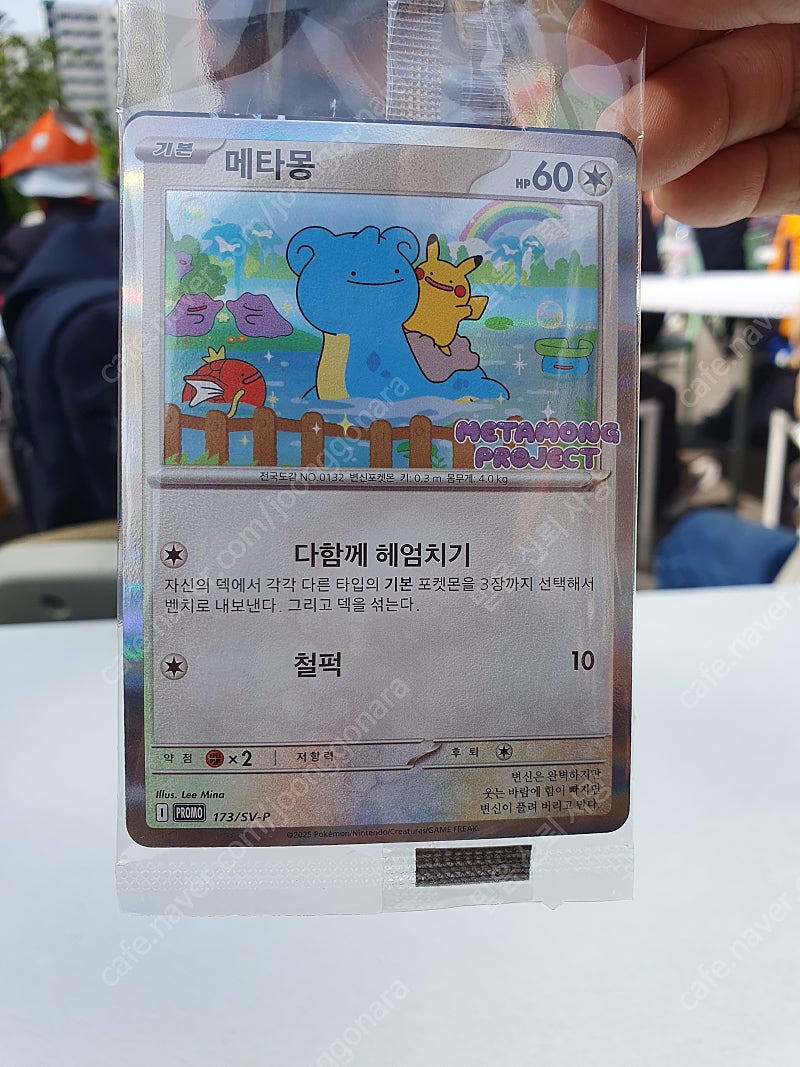 기본 메타몽 HP 60
METAMONG
PROJECT
전국도감 NO.0132 변신포켓몬 키: 0.3 m 몸무게: 4.0 kg
다함께 헤엄치기
자신의 덱에서 각각 다른 타입의 기본 포켓몬을 3장까지 선택해서
벤치로 내보낸다. 그리고 덱을 섞는다.
철퍽 10
약점 ×2 저항력 후퇴
변신은 완벽하지만
웃는 바람에 힘이 빠지면
변신이 풀려 버리고 만다.
Illus. Lee Mina
I PROMO 173/SV-P
©2025 Pokémon/Nintendo/Creatures/GAME FREAK.
cafe.naver.com/joonggonara